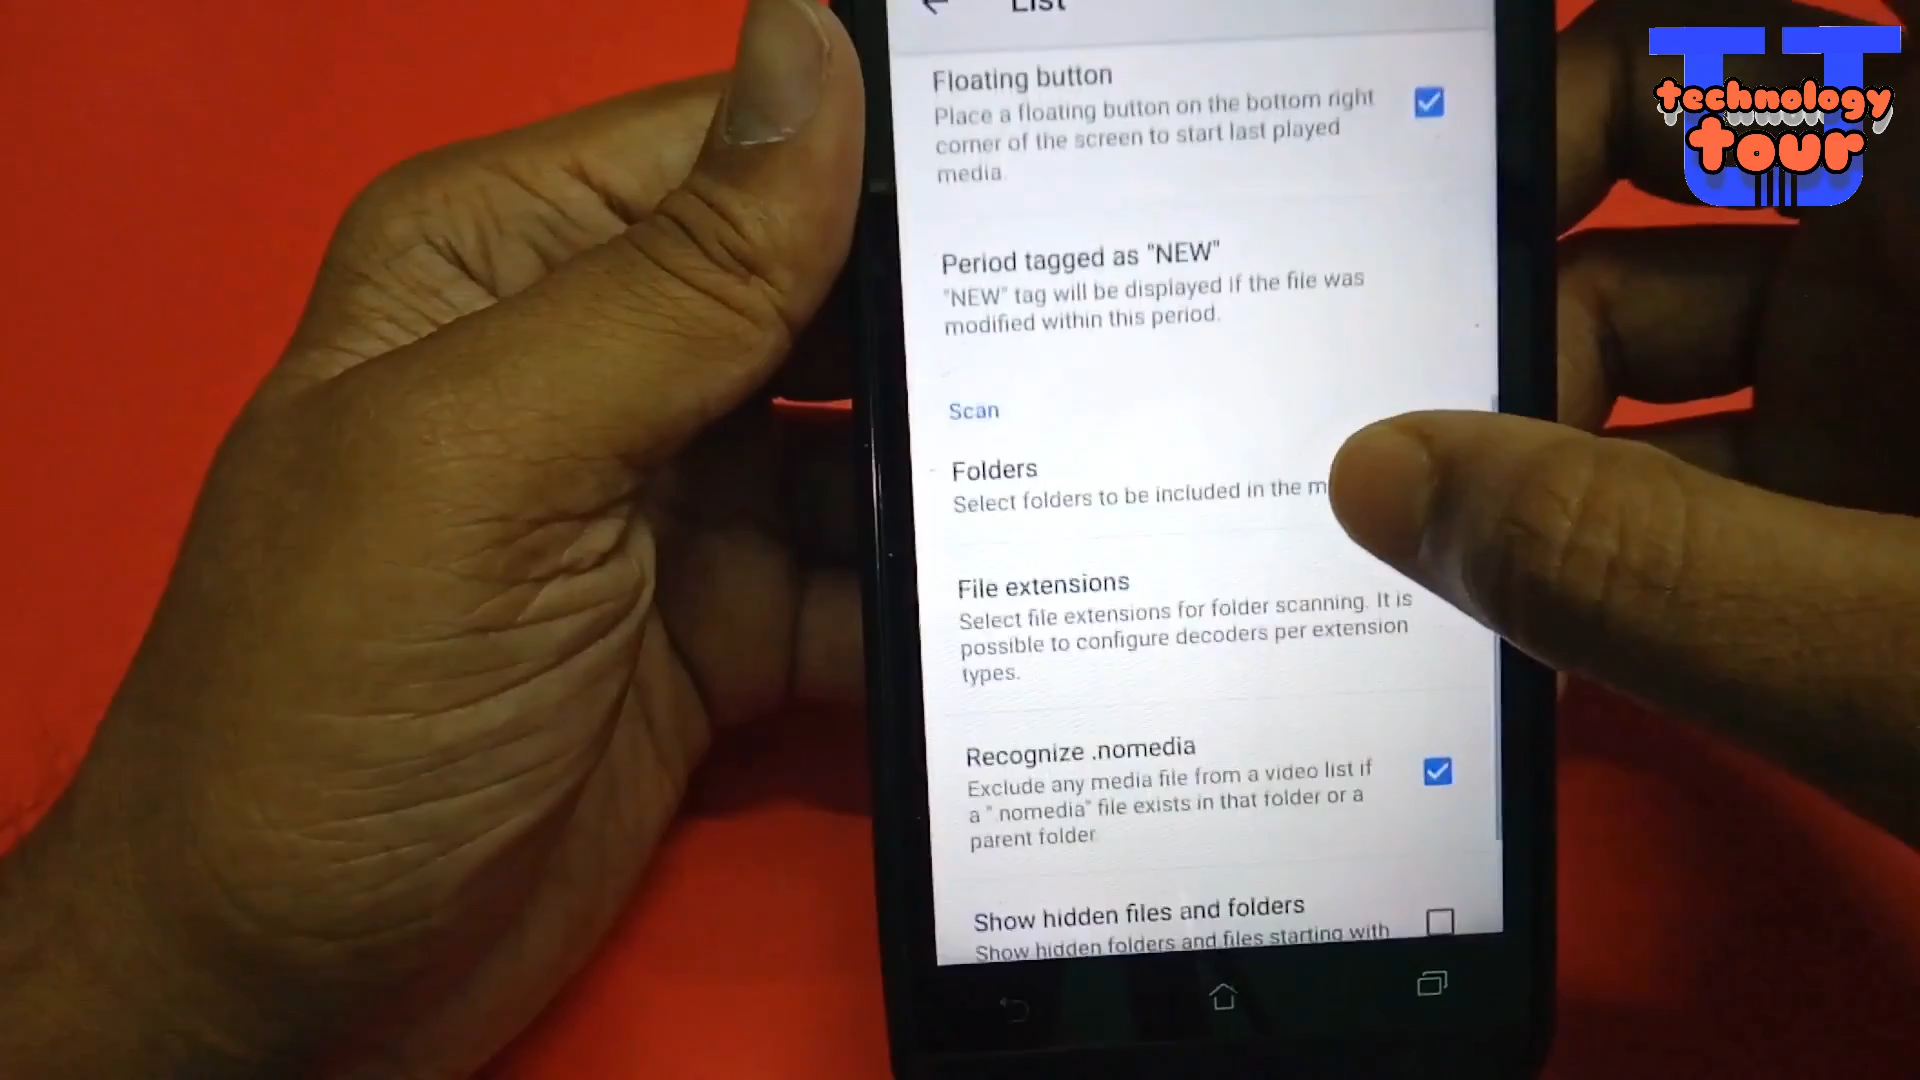 List
Floating button
Place a floating button on the bottom right
corner of the screen to start last played
media.
Period tagged as "NEW"
"NEW" tag will be displayed if the file was
modified within this period.
Scan
Folders
Select folders to be included in the m
File extensions
Select file extensions for folder scanning. It is
possible to configure decoders per extension
types.
Recognize .nomedia
Exclude any media file from a video list if
a ".nomedia" file exists in that folder or a
parent folder.
Show hidden files and folders
Show hidden folders and files starting with
TT
technology
tour